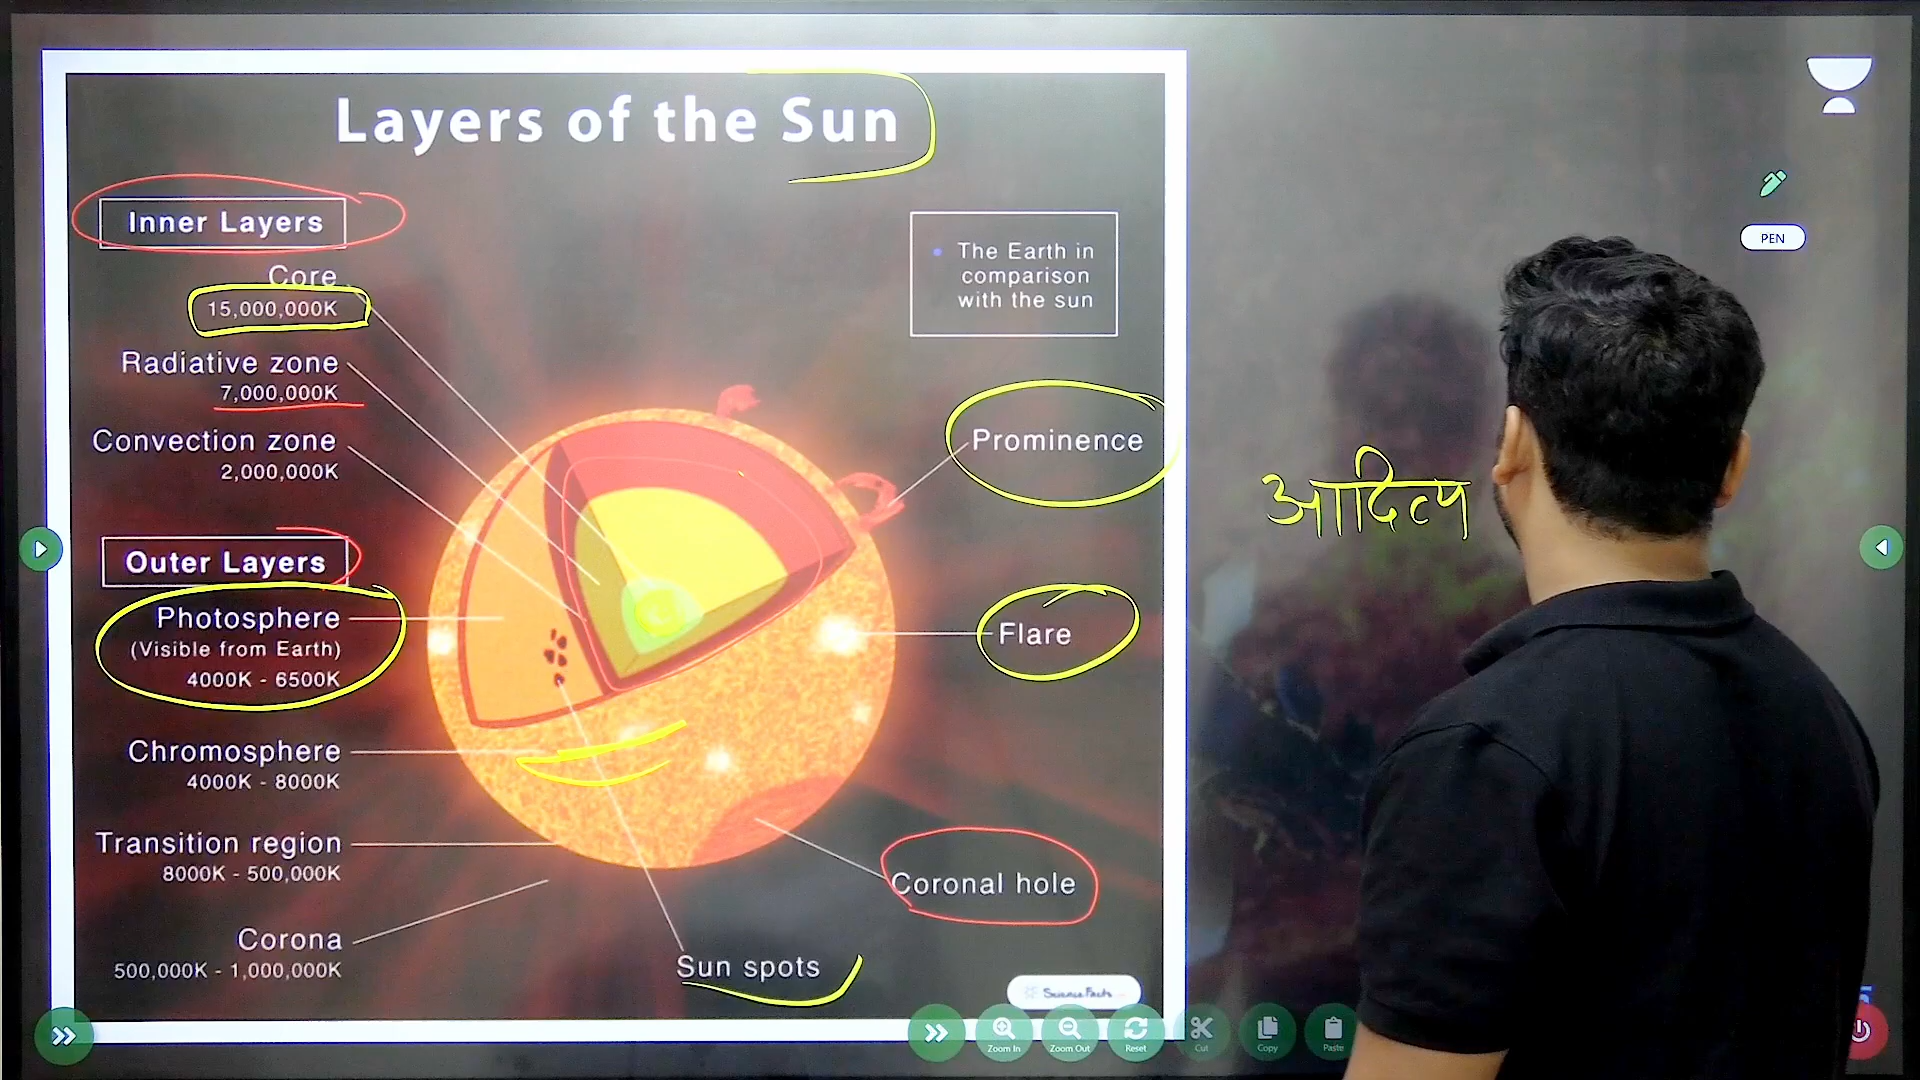 Layers of the Sun
Inner Layers
Core
15,000,000K
Radiative zone
7,000,000K
Convection zone
2,000,000K
Outer Layers
Photosphere
(Visible from Earth)
4000K - 6500K
Chromosphere
4000K - 8000K
Transition region
8000K - 500,000K
Corona
500,000K - 1,000,000K
The Earth in
comparison
with the sun
Prominence
Flare
Coronal hole
Sun spots
Science Facts
आदित्य
PEN
Zoom In
Zoom Out
Reset
Cut
Copy
Paste